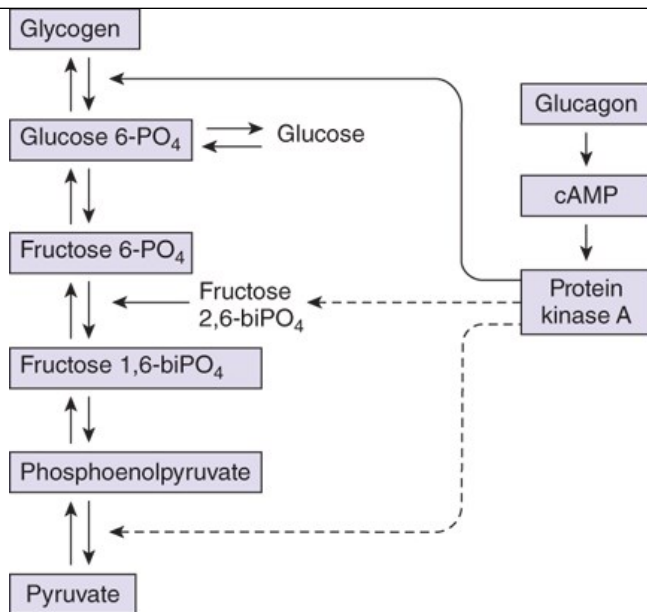 Glycogen
Glucose 6-PO₄
Glucose
Fructose 6-PO₄
Fructose
2,6-biPO₄
Fructose 1,6-biPO₄
Phosphoenolpyruvate
Pyruvate
Glucagon
cAMP
Protein
kinase A